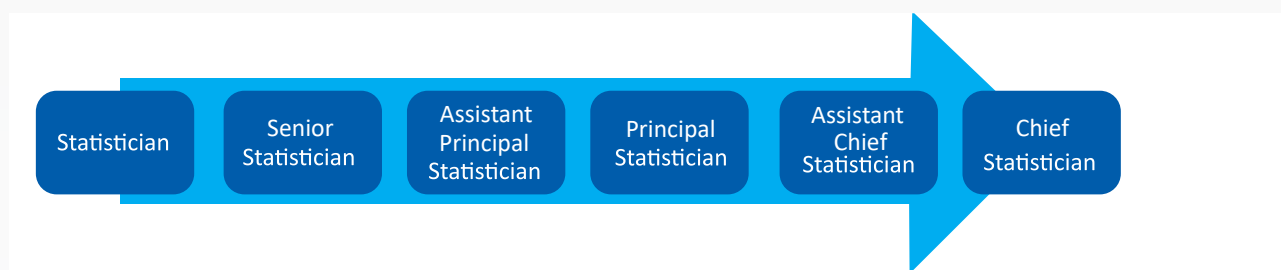 Statistician
Senior
Statistician
Assistant
Principal
Statistician
Principal
Statistician
Assistant
Chief
Statistician
Chief
Statistician